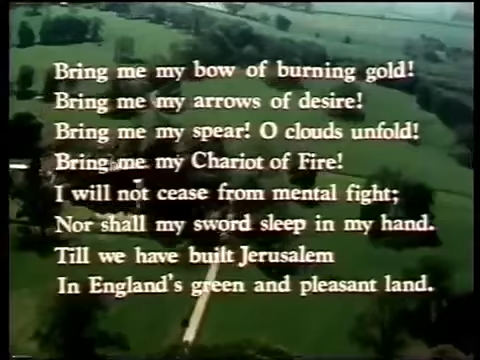 Bring me my bow of burning gold!
Bring me my arrows of desire!
Bring me my spear! O clouds unfold!
Bring me my Chariot of Fire!
I will not cease from mental fight;
Nor shall my sword sleep in my hand.
Till we have built Jerusalem
In England's green and pleasant land.